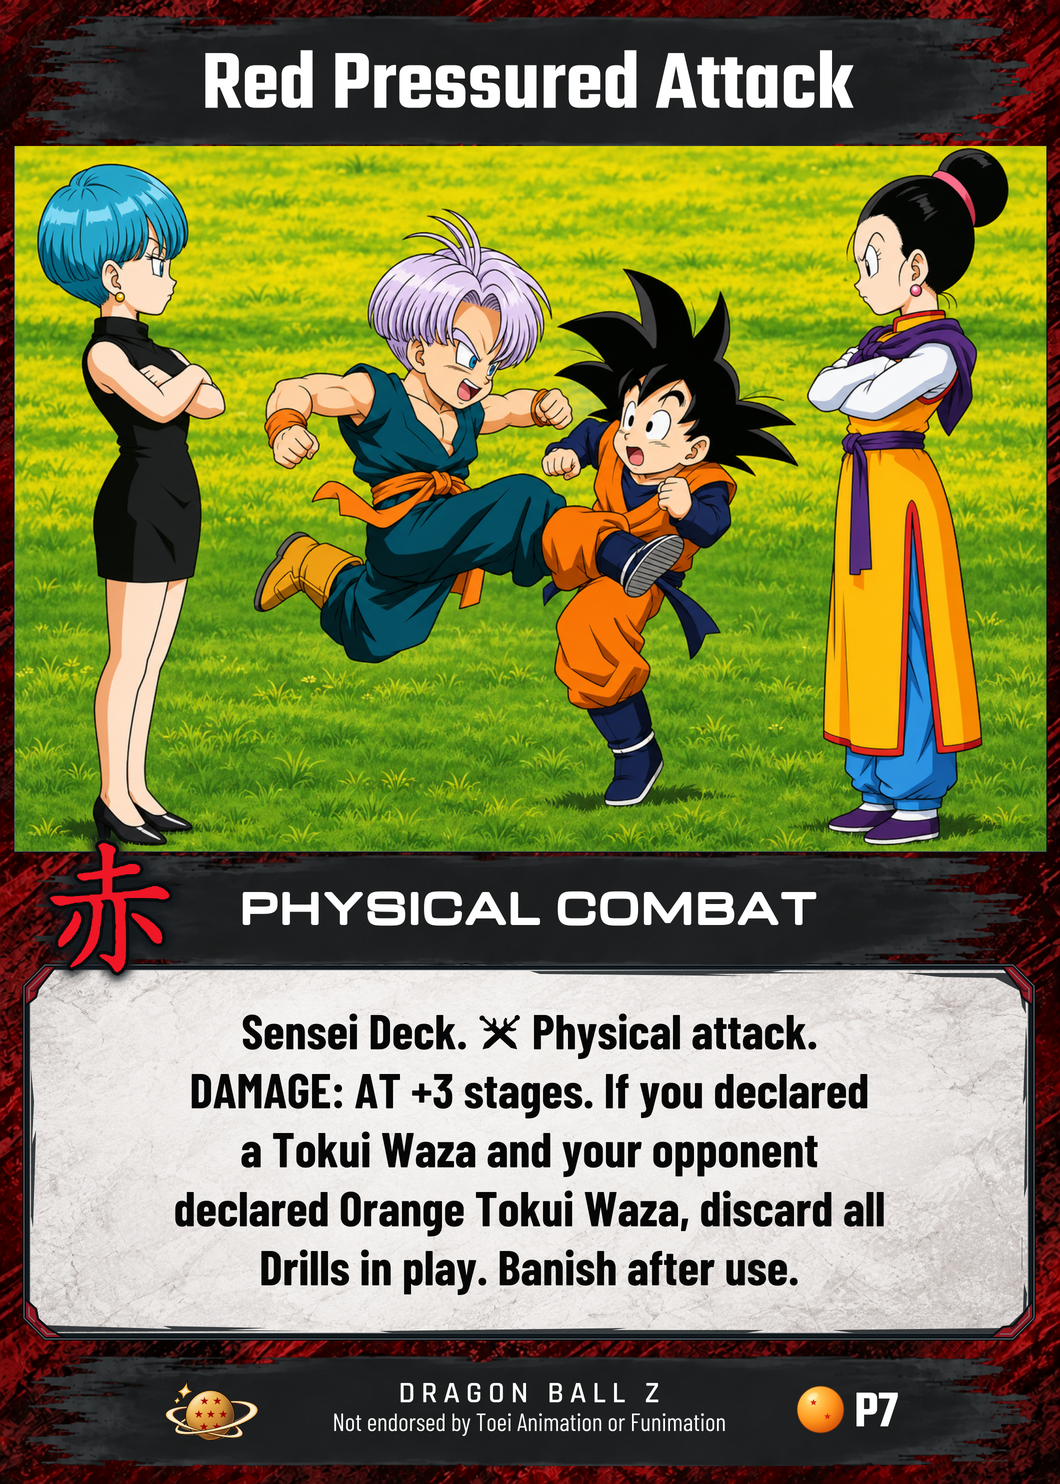 Red Pressured Attack
赤
PHYSICAL COMBAT
Sensei Deck. Physical attack.
DAMAGE: AT +3 stages. If you declared
a Tokui Waza and your opponent
declared Orange Tokui Waza, discard all
Drills in play. Banish after use.
DRAGON BALL Z
Not endorsed by Toei Animation or Funimation
P7